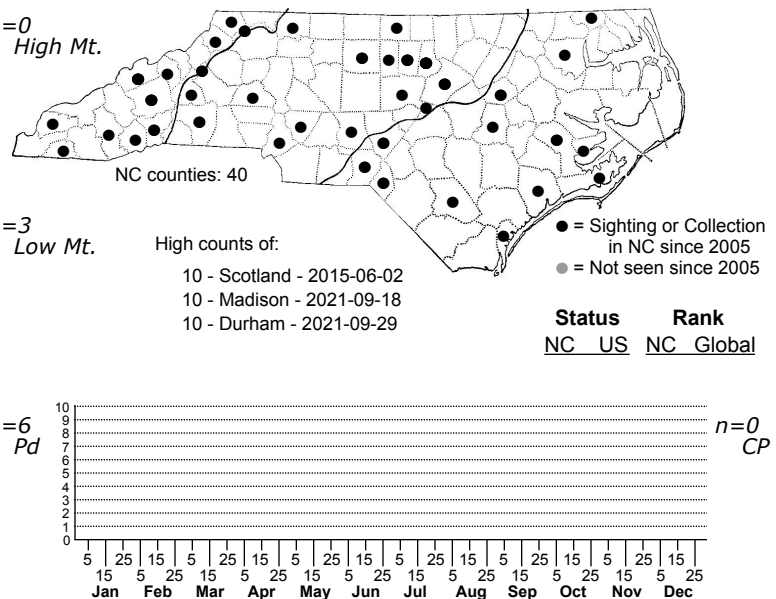 =0
High Mt.
NC counties: 40
=3
Low Mt.
High counts of:
10 - Scotland - 2015-06-02
10 - Madison - 2021-09-18
10 - Durham - 2021-09-29
= Sighting or Collection
in NC since 2005
= Not seen since 2005
Status Rank
NC US NC Global
=6
Pd
n=0
CP
10
9
8
7
6
5
4
3
2
1
0
5 25 15 5 25 15 5 25 15 5 25 15 5 25 15 5 25 15
15 5 25 15 5 25 15 5 25 15 5 25 15 5 25 15 5 25
Jan Feb Mar Apr May Jun Jul Aug Sep Oct Nov Dec